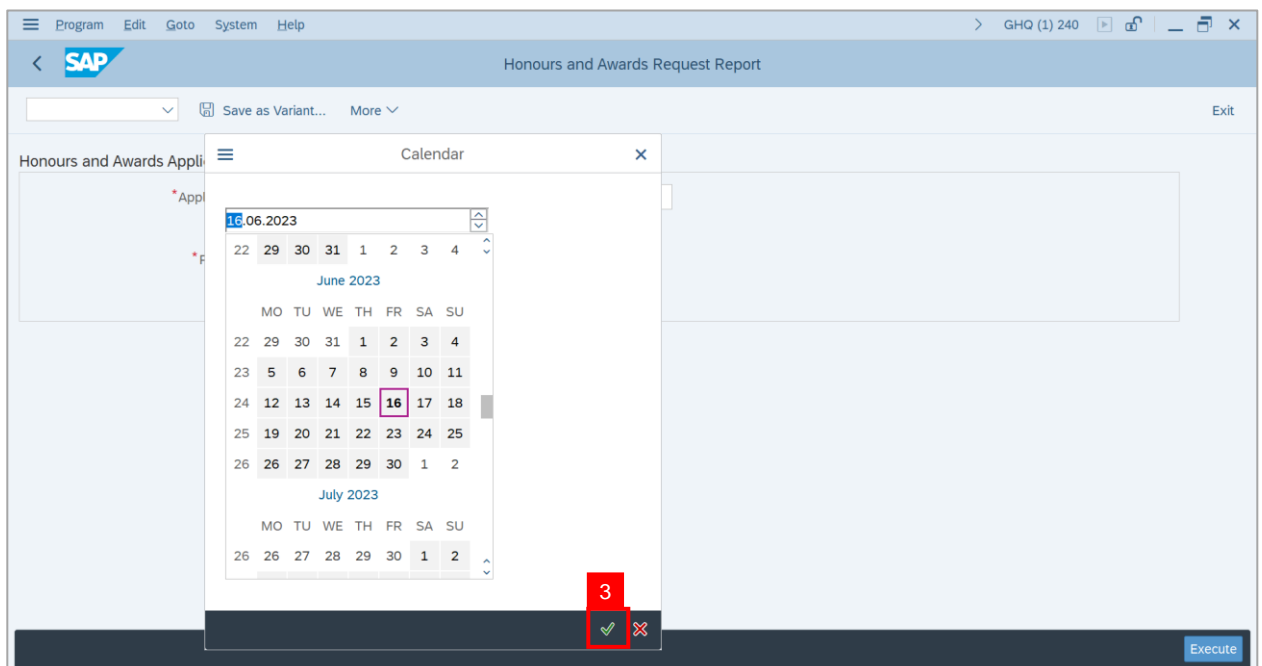 Program Edit Goto System Help GHQ (1) 240
SAP Honours and Awards Request Report
Save as Variant... More Exit
Honours and Awards Appli
Calendar
*Appl
16.06.2023
22 29 30 31 1 2 3 4
*P
June 2023
MO TU WE TH FR SA SU
22 29 30 31 1 2 3 4
23 5 6 7 8 9 10 11
24 12 13 14 15 16 17 18
25 19 20 21 22 23 24 25
26 26 27 28 29 30 1 2
July 2023
MO TU WE TH FR SA SU
26 26 27 28 29 30 1 2
3
Execute